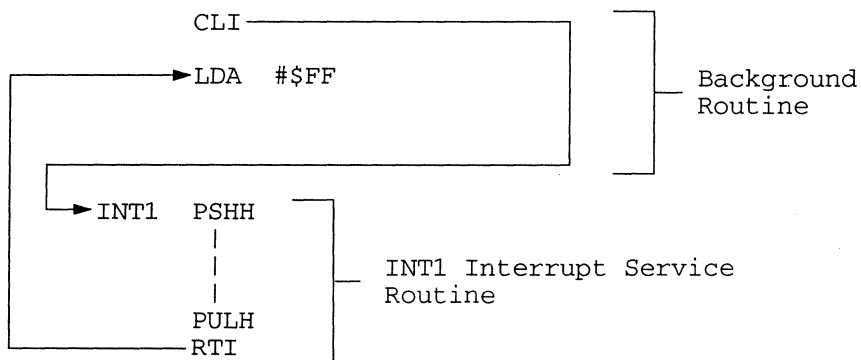 CLI
LDA #$FF
Background
Routine
INT1 PSHH
INT1 Interrupt Service
Routine
PULH
RTI